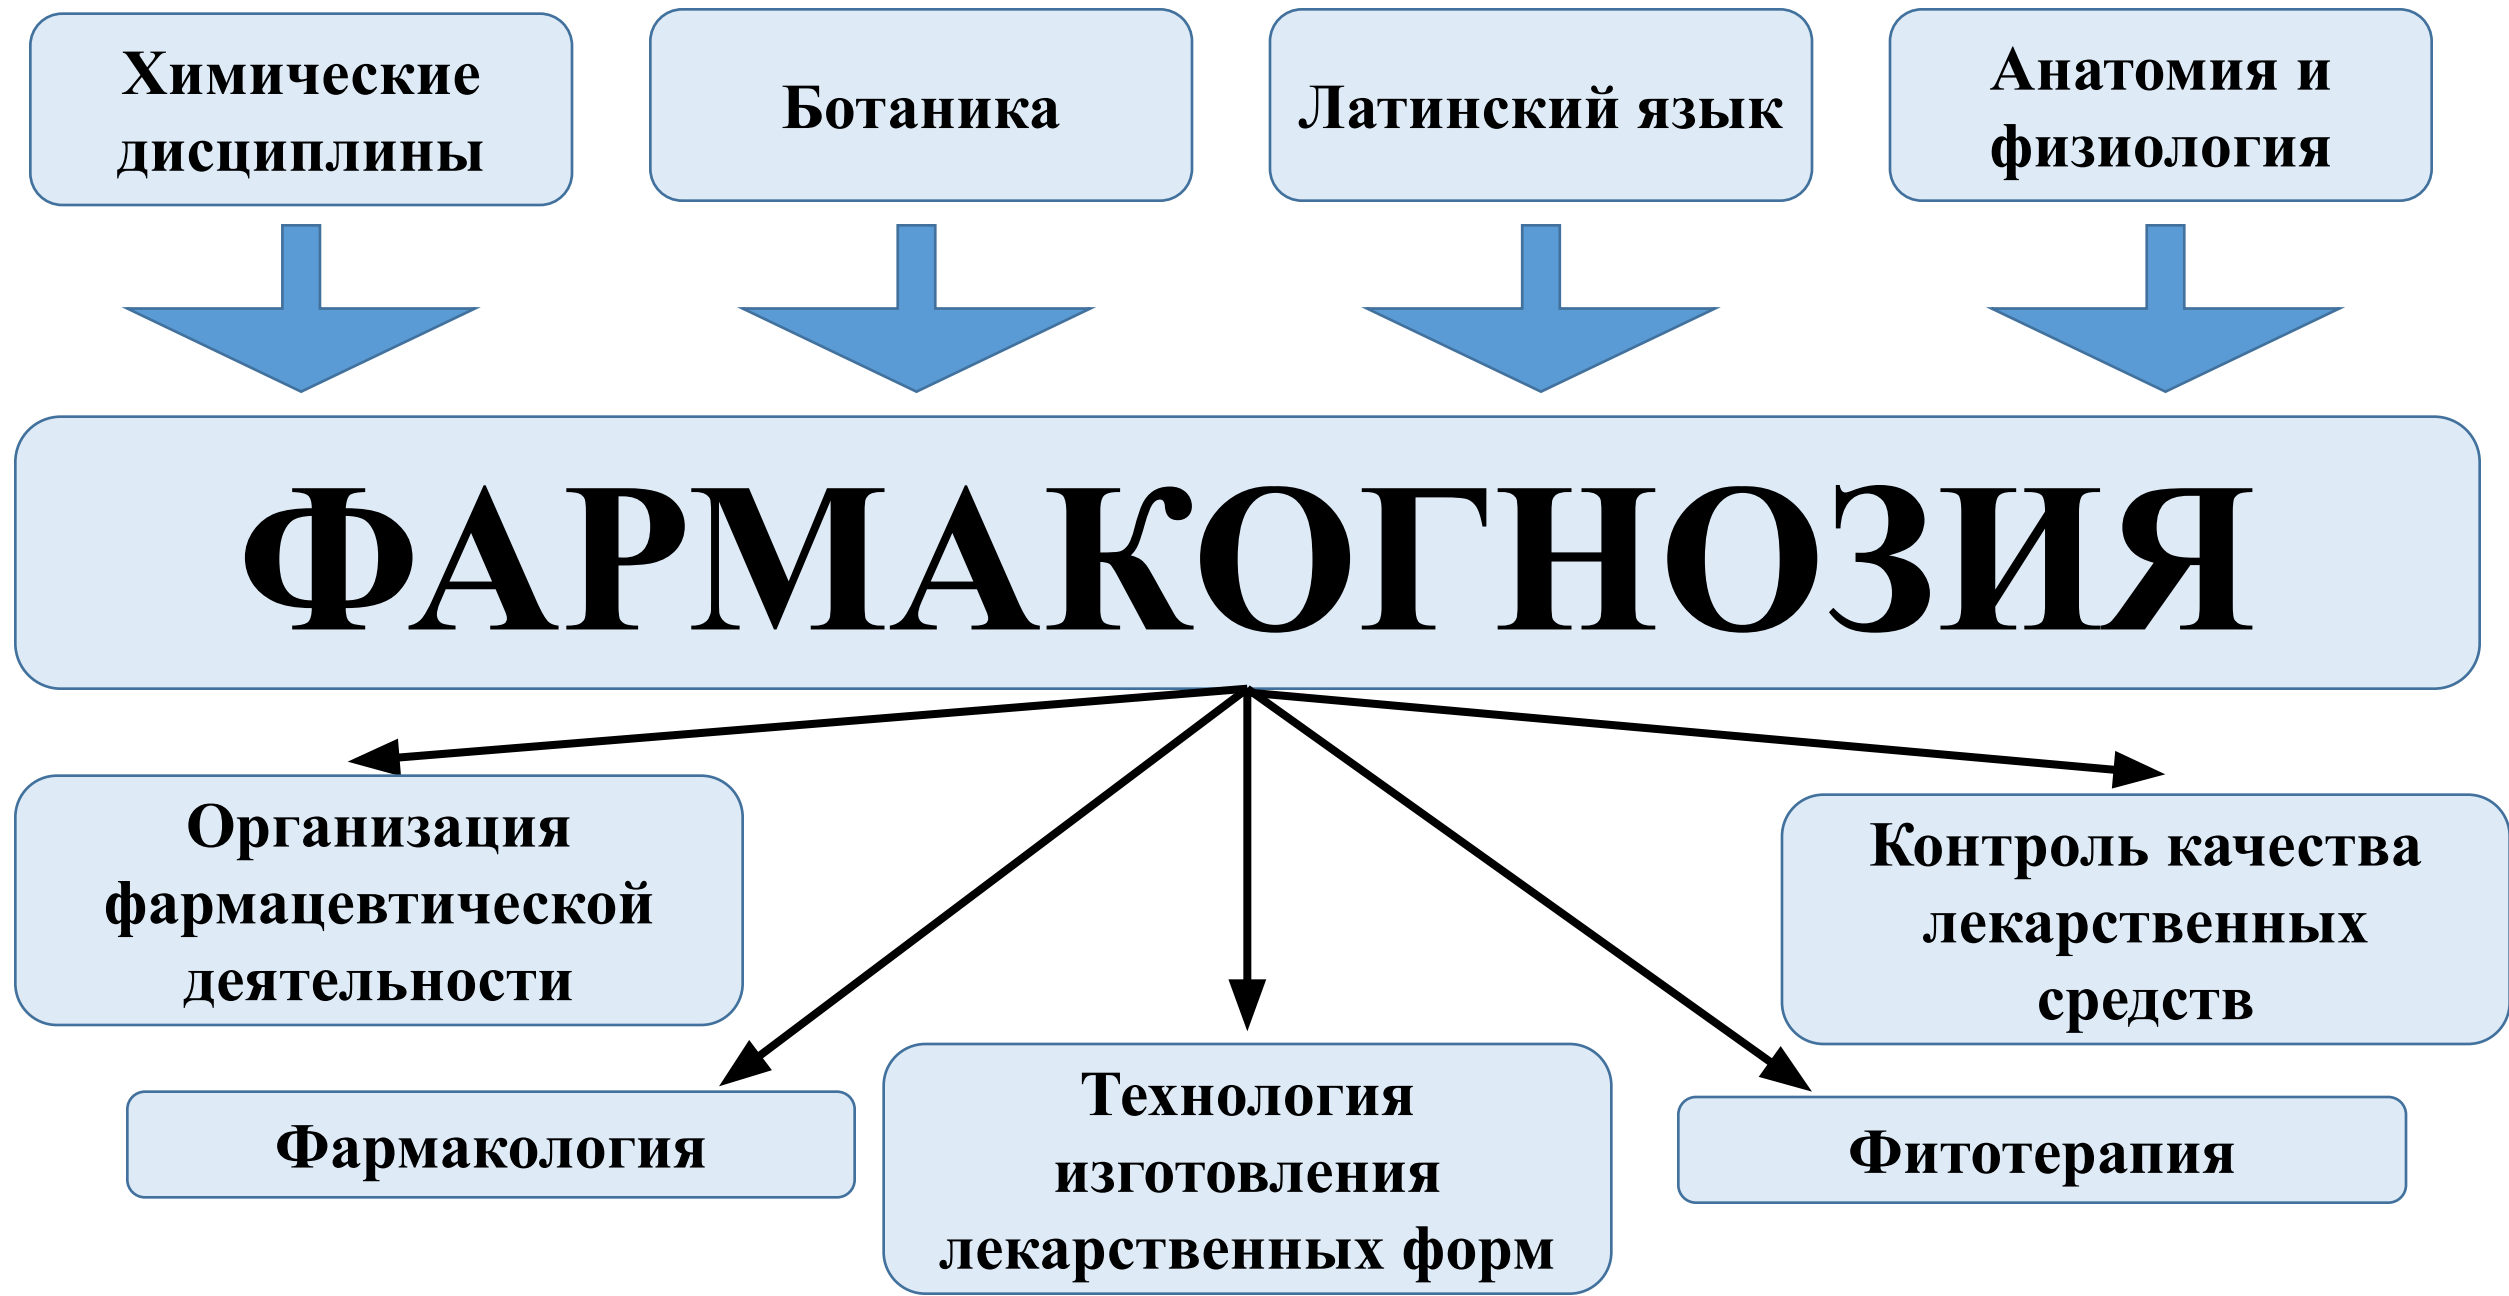 Химические
дисциплины
Ботаника
Латинский язык
Анатомия и
физиология
ФАРМАКОГНОЗИЯ
Организация
фармацевтической
деятельности
Контроль качества
лекарственных
средств
Фармакология
Технология
изготовления
лекарственных форм
Фитотерапия